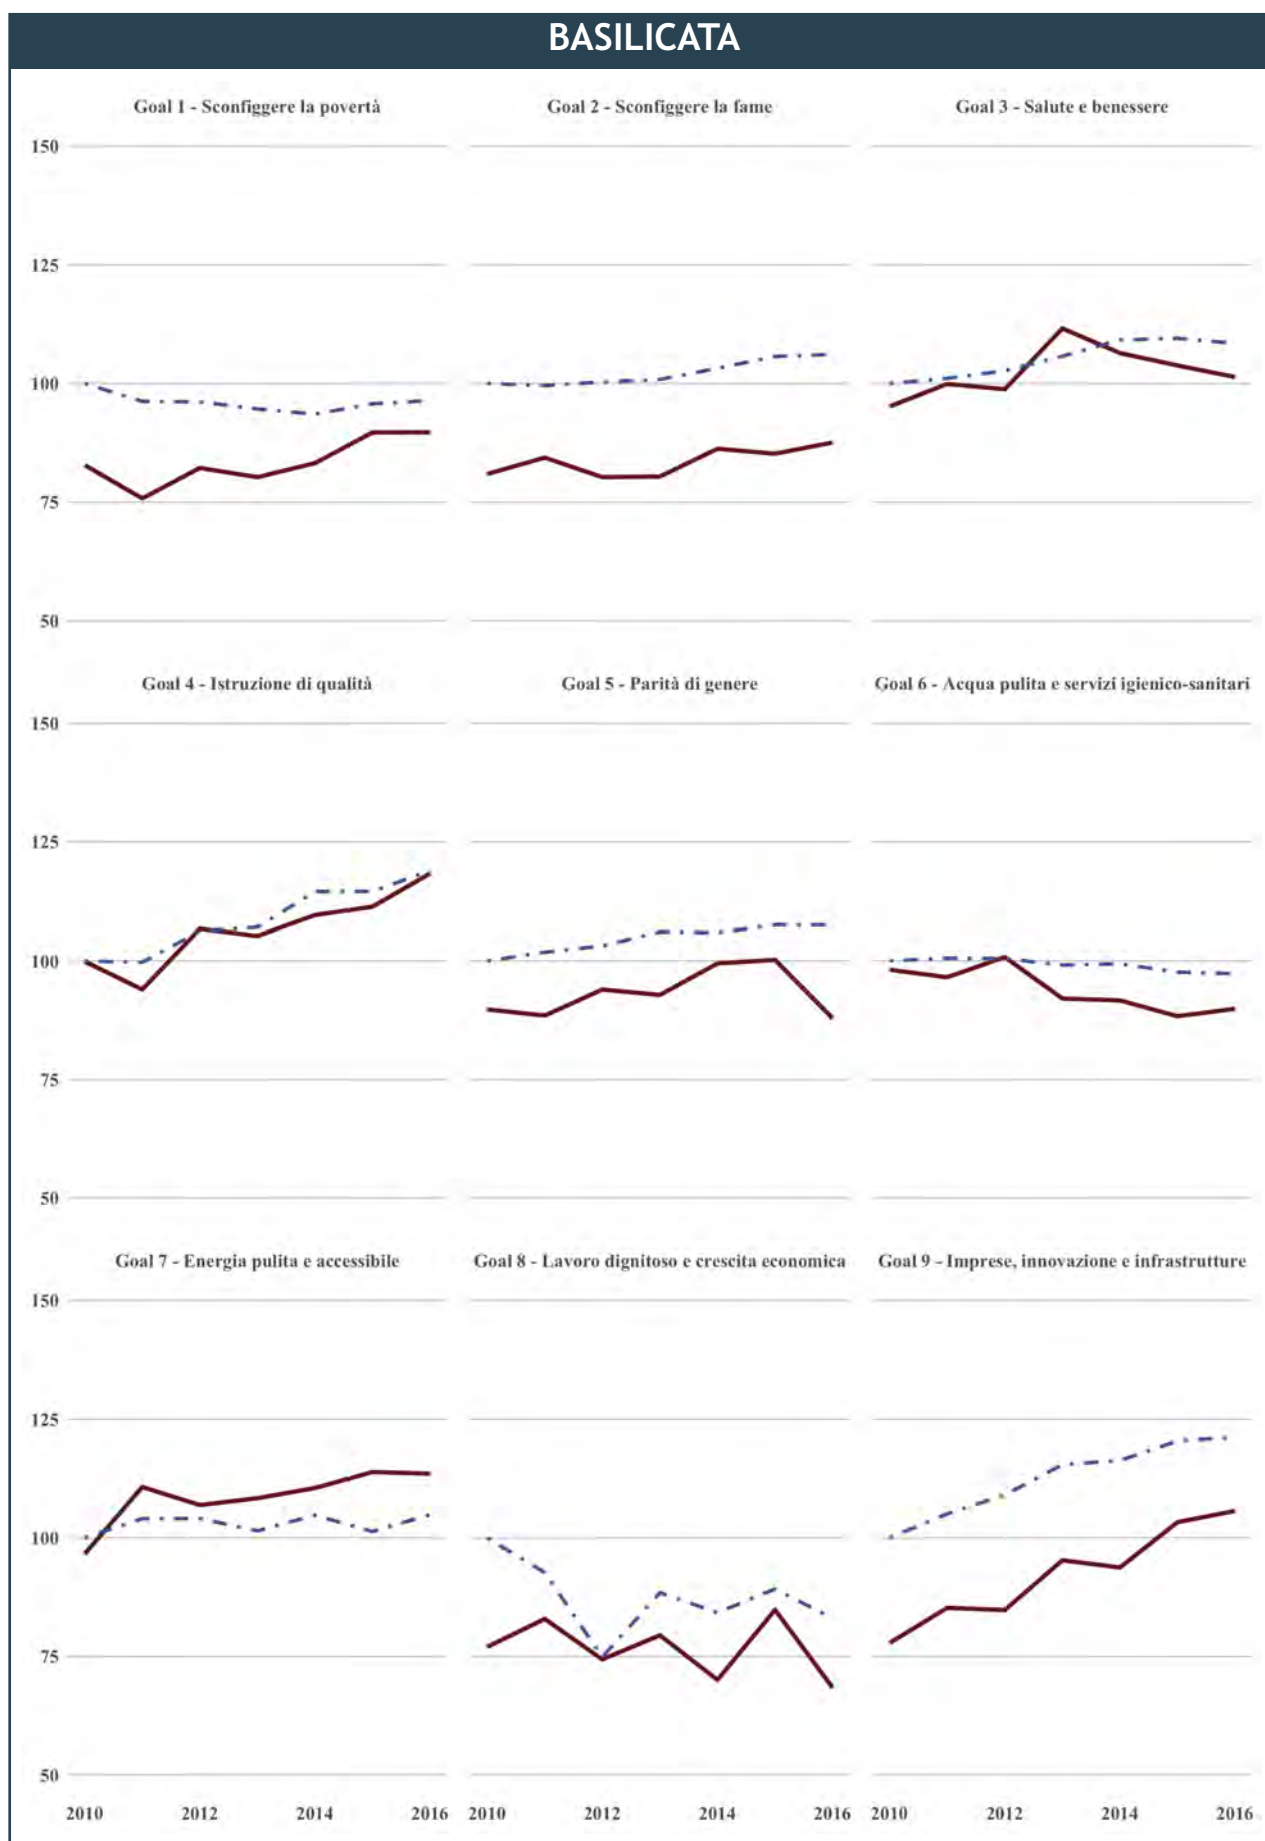 BASILICATA
Goal 1 - Sconfiggere la povertà
Goal 2 - Sconfiggere la fame
Goal 3 - Salute e benessere
150
125
100
75
50
Goal 4 - Istruzione di qualità
Goal 5 - Parità di genere
Goal 6 - Acqua pulita e servizi igienico-sanitari
150
125
100
75
50
Goal 7 - Energia pulita e accessibile
Goal 8 - Lavoro dignitoso e crescita economica
Goal 9 - Imprese, innovazione e infrastrutture
150
125
100
75
50
2010 2012 2014 2016
2010 2012 2014 2016
2010 2012 2014 2016